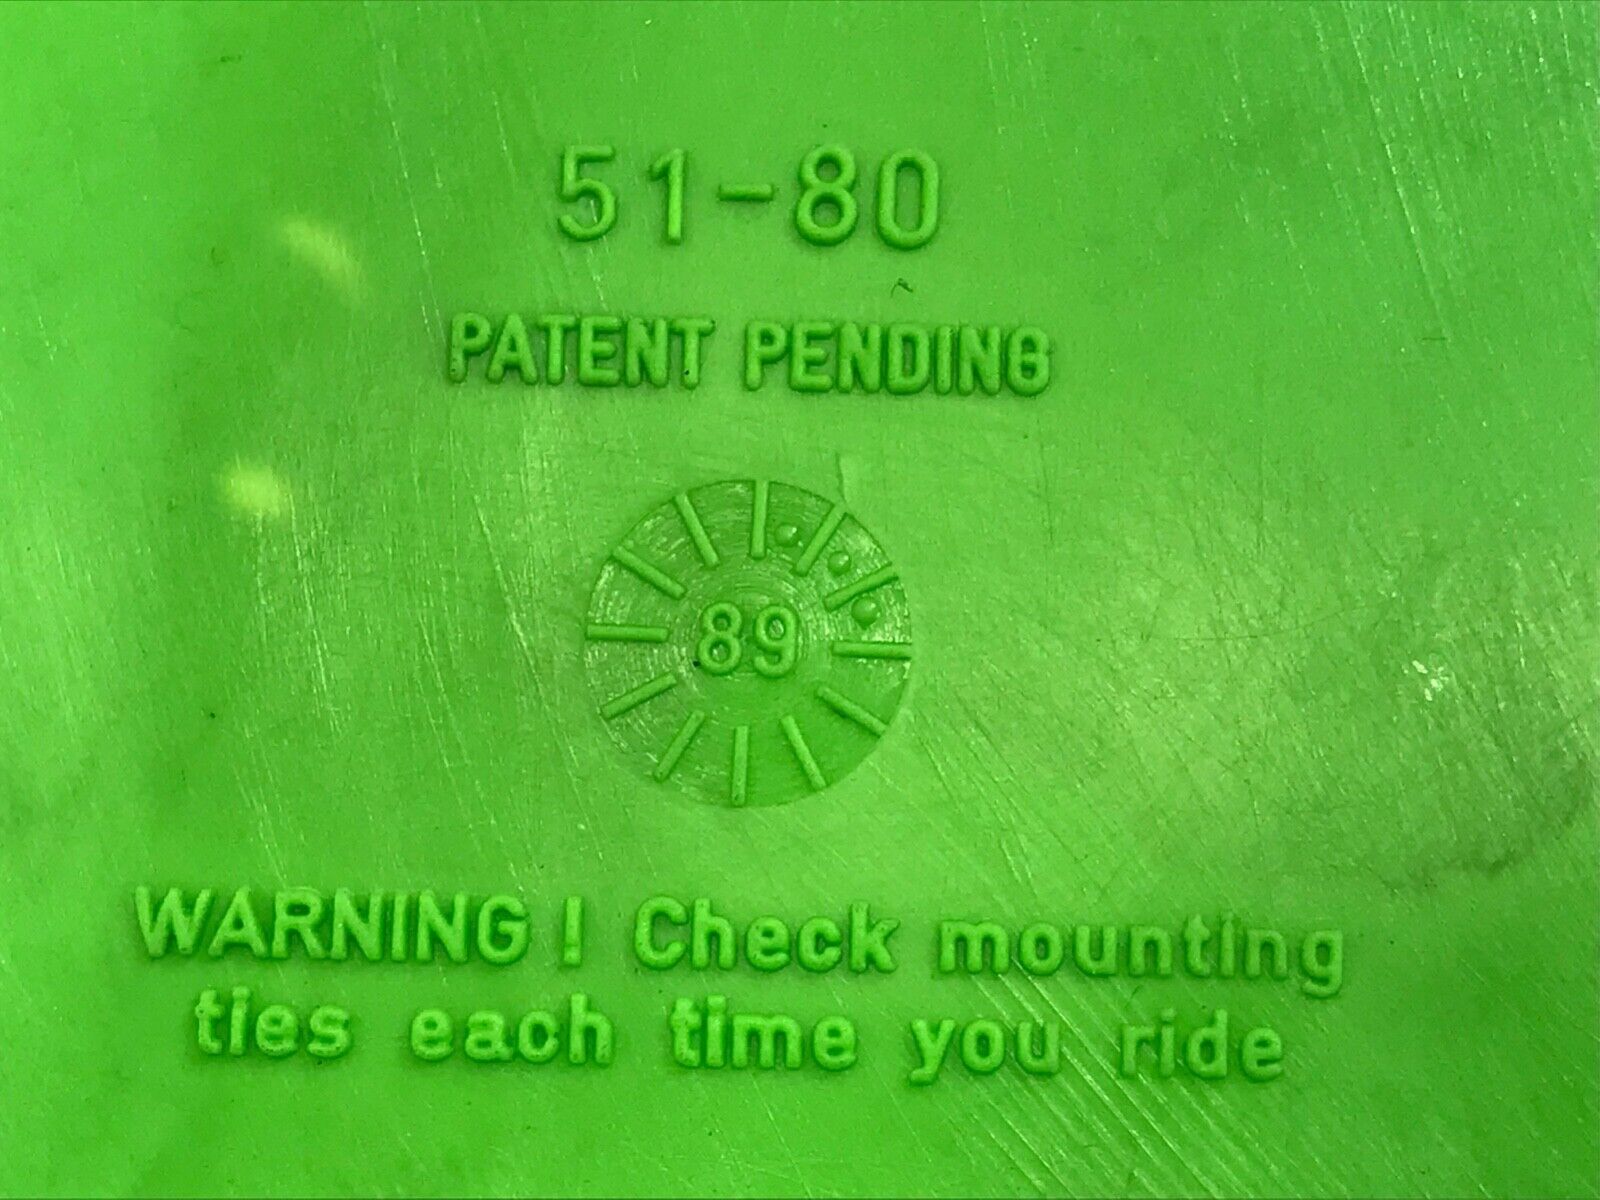 51-80
PATENT PENDING
89
WARNING! Check mounting
ties each time you ride